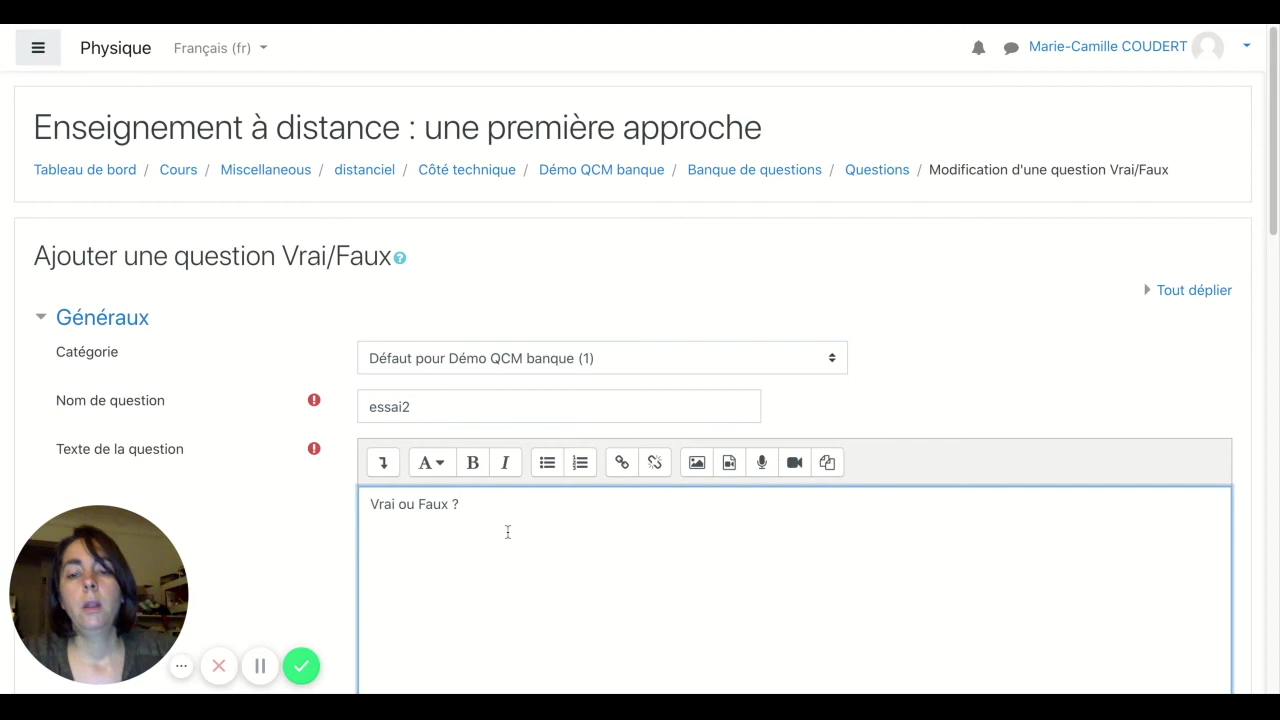 Physique Français (fr) Marie-Camille COUDERT
Enseignement à distance : une première approche
Tableau de bord / Cours / Miscellaneous / distanciel / Côté technique / Démo QCM banque / Banque de questions / Questions / Modification d'une question Vrai/Faux
Ajouter une question Vrai/Faux
Tout déplier
Généraux
Catégorie Défaut pour Démo QCM banque (1)
Nom de question essai2
Texte de la question
A B I
Vrai ou Faux ?